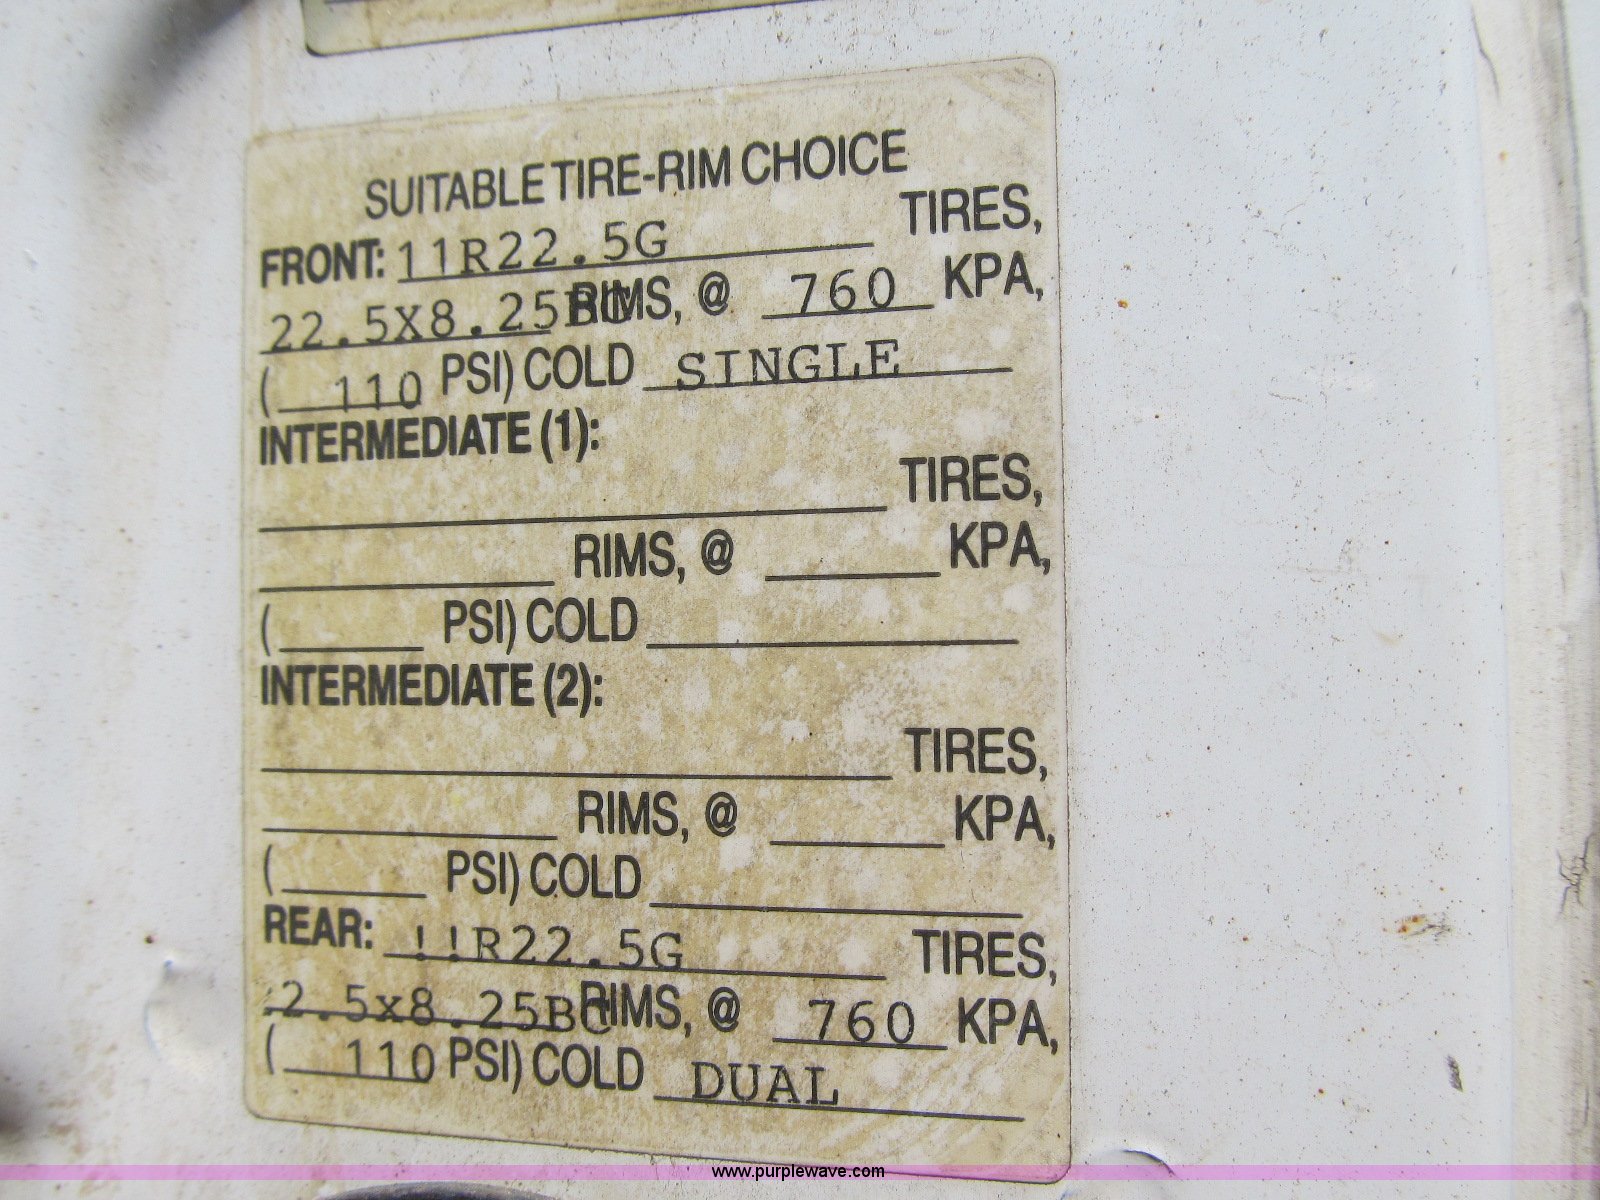 SUITABLE TIRE-RIM CHOICE
FRONT: 11R22.5G TIRES,
22.5X8.25BC RIMS, @ 760 KPA,
( 110 PSI) COLD SINGLE
INTERMEDIATE (1):
TIRES,
RIMS, @ KPA,
( PSI) COLD
INTERMEDIATE (2):
TIRES,
RIMS, @ KPA,
( PSI) COLD
REAR: !!R22.5G TIRES,
22.5x8.25BC RIMS, @ 760 KPA,
( 110 PSI) COLD DUAL
www.purplewave.com